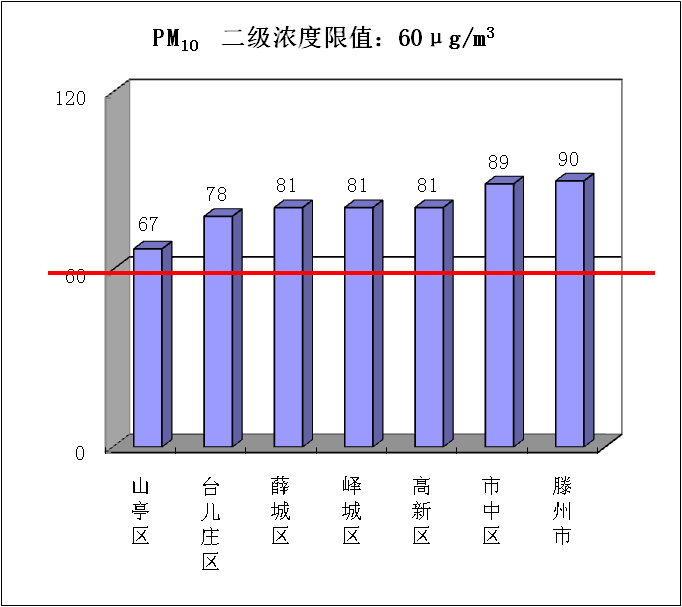 PM10 二级浓度限值：60μg/m3
120
60
0
67
78
81
81
81
89
90
山亭区
台儿庄区
薛城区
峄城区
高新区
市中区
滕州市